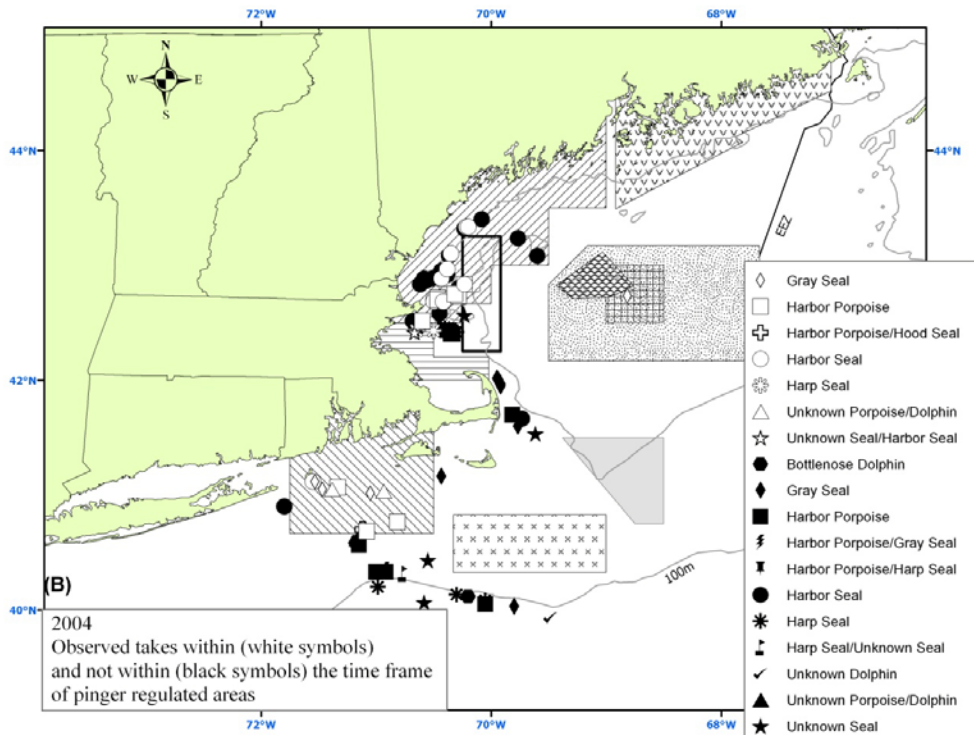 72°W 70°W 68°W
N
W E
S
44°N 44°N
EEZ
42°N
40°N
100m
(B)
2004
Observed takes within (white symbols)
and not within (black symbols) the time frame
of pinger regulated areas
Gray Seal
Harbor Porpoise
Harbor Porpoise/Hood Seal
Harbor Seal
Harp Seal
Unknown Porpoise/Dolphin
Unknown Seal/Harbor Seal
Bottlenose Dolphin
Gray Seal
Harbor Porpoise
Harbor Porpoise/Gray Seal
Harbor Porpoise/Harp Seal
Harbor Seal
Harp Seal
Harp Seal/Unknown Seal
Unknown Dolphin
Unknown Porpoise/Dolphin
Unknown Seal
72°W 70°W 68°W